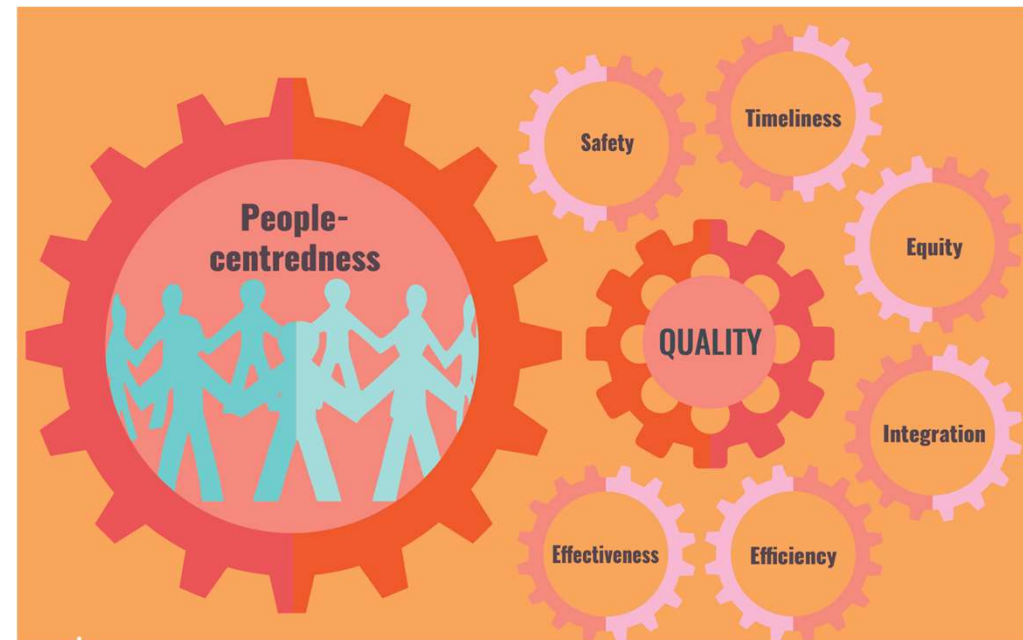 People-
centredness
Safety
Timeliness
Equity
QUALITY
Integration
Effectiveness
Efficiency